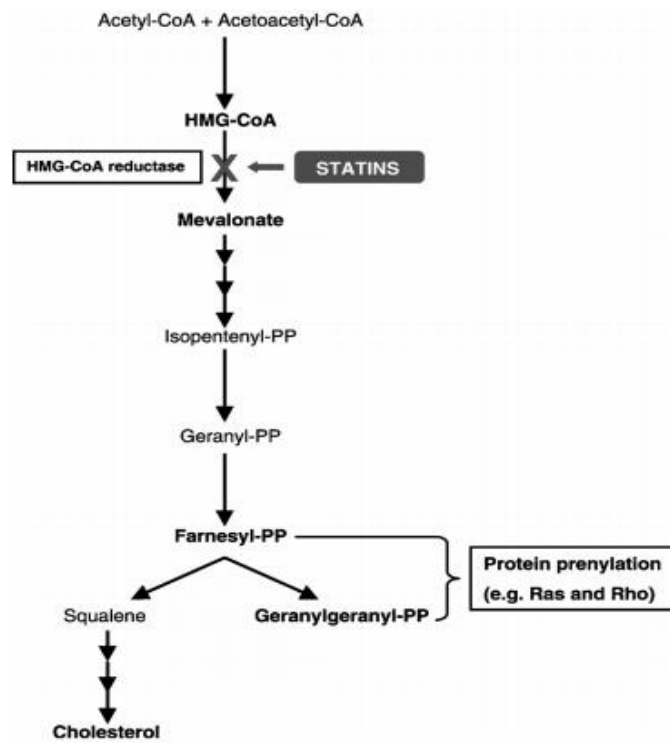 Acetyl-CoA + Acetoacetyl-CoA
HMG-CoA
HMG-CoA reductase
STATINS
Mevalonate
Isopentenyl-PP
Geranyl-PP
Farnesyl-PP
Protein prenylation
(e.g. Ras and Rho)
Squalene
Geranylgeranyl-PP
Cholesterol